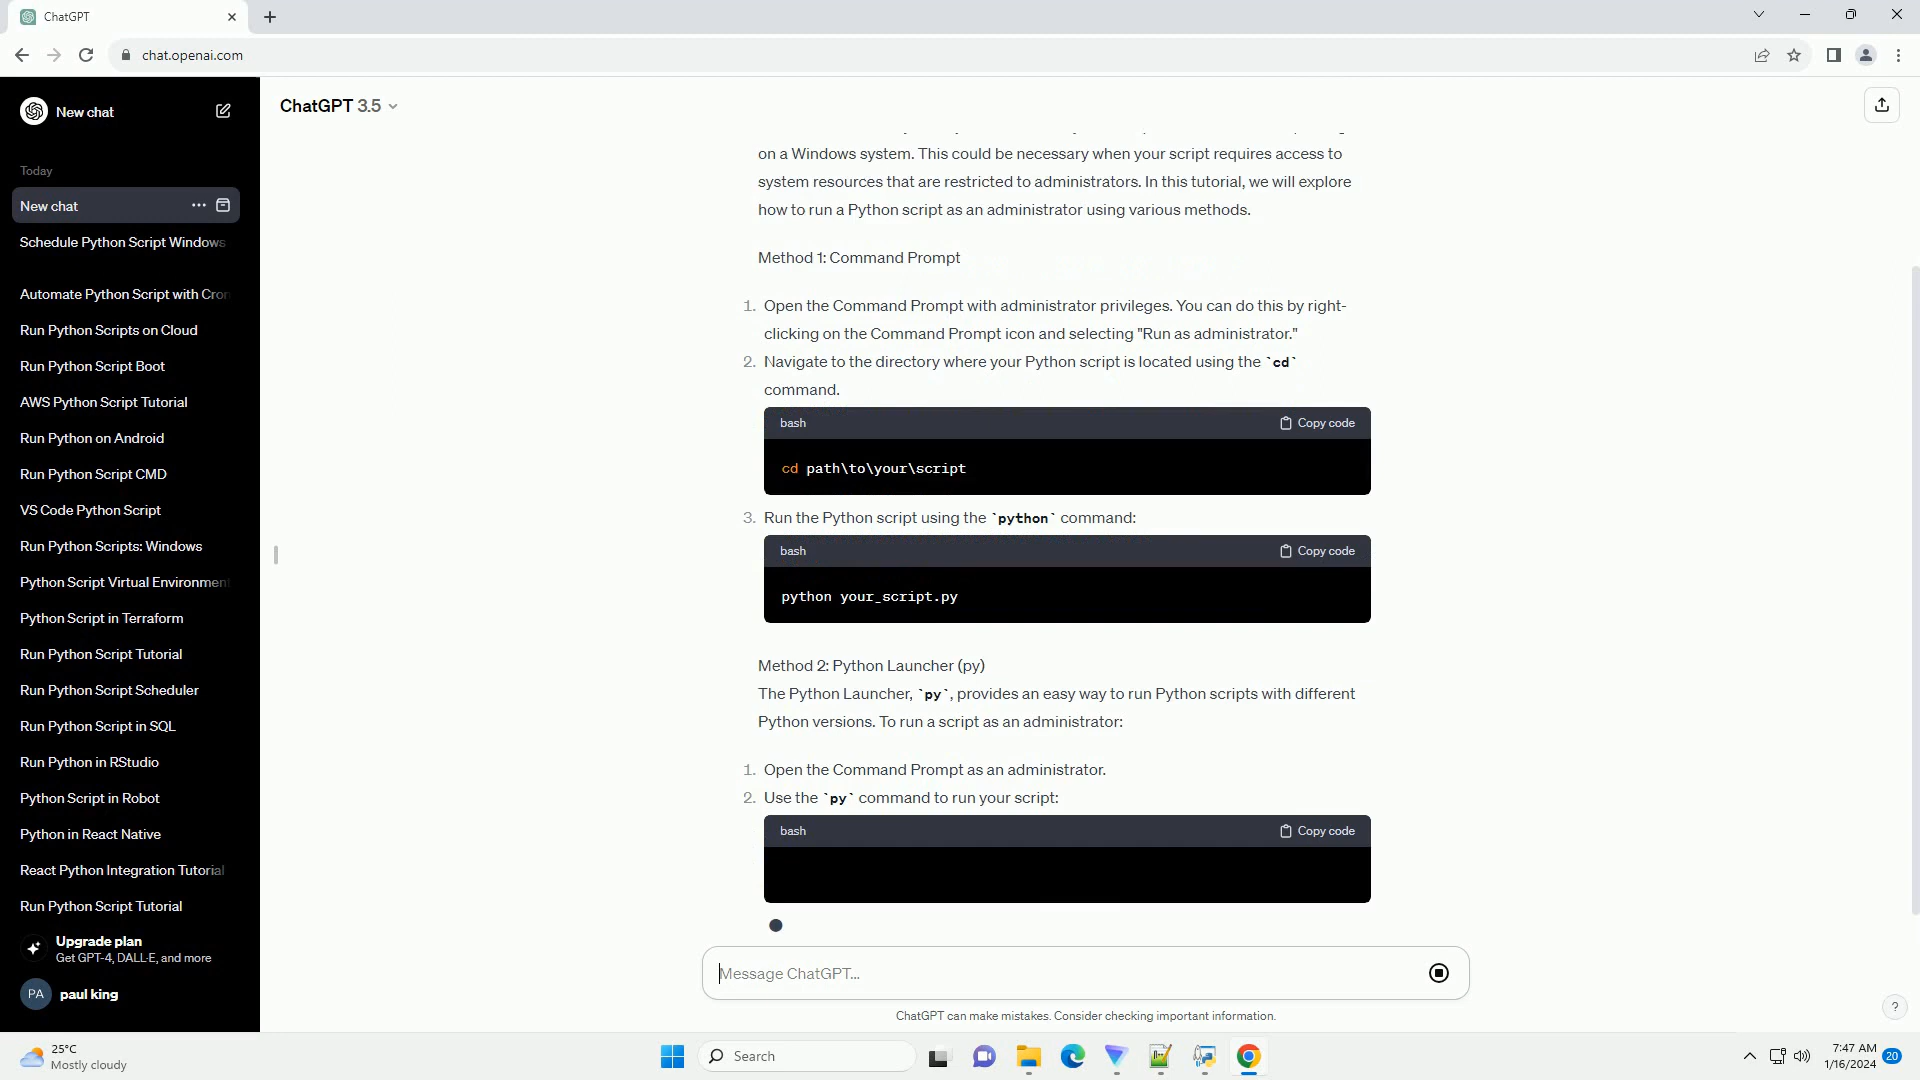 ChatGPT
chat.openai.com
New chat
ChatGPT 3.5
Today
New chat
Schedule Python Script Windows
Automate Python Script with Cron
Run Python Scripts on Cloud
Run Python Script Boot
AWS Python Script Tutorial
Run Python on Android
Run Python Script CMD
VS Code Python Script
Run Python Scripts: Windows
Python Script Virtual Environment
Python Script in Terraform
Run Python Script Tutorial
Run Python Script Scheduler
Run Python Script in SQL
Run Python in RStudio
Python Script in Robot
Python in React Native
React Python Integration Tutorial
Run Python Script Tutorial
Upgrade plan
Get GPT-4, DALL·E, and more
PA paul king
on a Windows system. This could be necessary when your script requires access to
system resources that are restricted to administrators. In this tutorial, we will explore
how to run a Python script as an administrator using various methods.
Method 1: Command Prompt
1. Open the Command Prompt with administrator privileges. You can do this by right-
clicking on the Command Prompt icon and selecting "Run as administrator."
2. Navigate to the directory where your Python script is located using the `cd`
command.
bash Copy code
cd path\to\your\script
3. Run the Python script using the `python` command:
bash Copy code
python your_script.py
Method 2: Python Launcher (py)
The Python Launcher, `py`, provides an easy way to run Python scripts with different
Python versions. To run a script as an administrator:
1. Open the Command Prompt as an administrator.
2. Use the `py` command to run your script:
bash Copy code
Message ChatGPT...
ChatGPT can make mistakes. Consider checking important information.
?
25°C
Mostly cloudy
Search
7:47 AM
1/16/2024
20